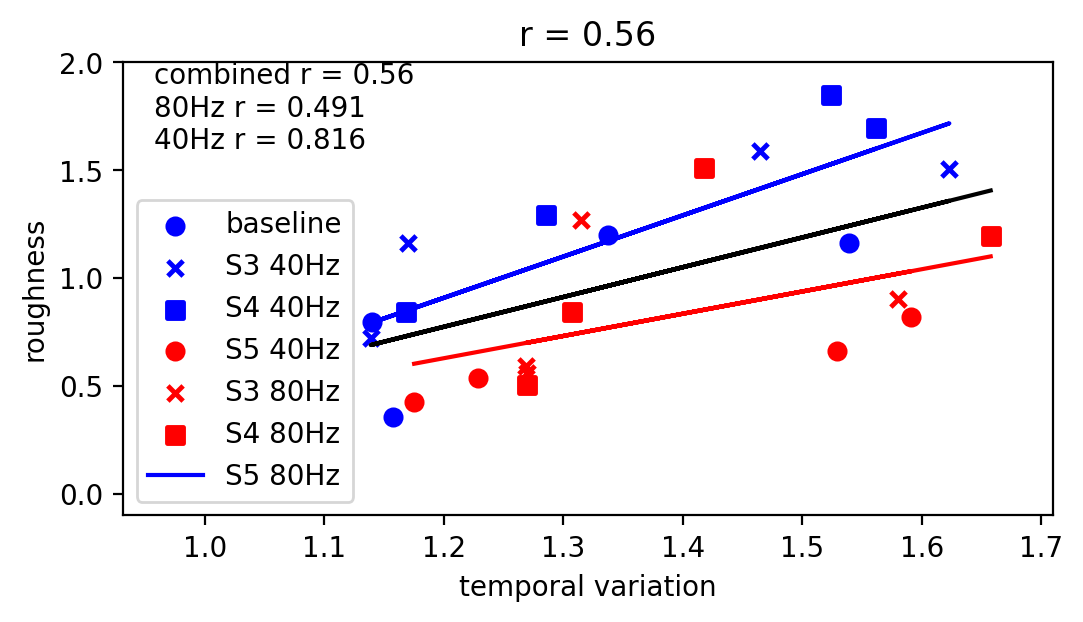 r = 0.56
combined r = 0.56
80Hz r = 0.491
40Hz r = 0.816
baseline
S3 40Hz
S4 40Hz
S5 40Hz
S3 80Hz
S4 80Hz
S5 80Hz
roughness
2.0
1.5
1.0
0.5
0.0
1.0 1.1 1.2 1.3 1.4 1.5 1.6 1.7
temporal variation